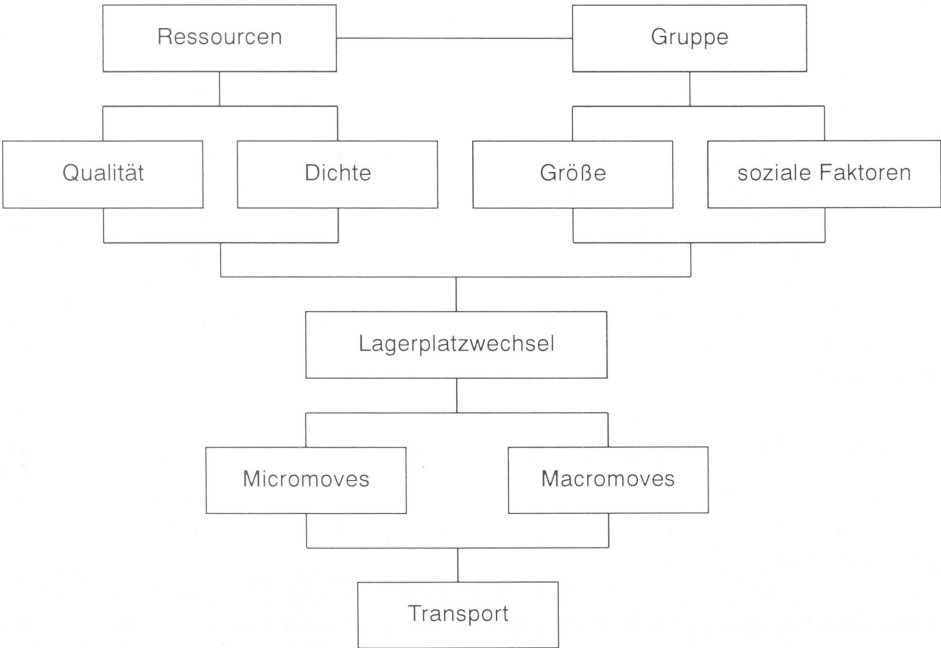 Ressourcen
Gruppe
Qualität
Dichte
Größe
soziale Faktoren
Lagerplatzwechsel
Micromoves
Macromoves
Transport